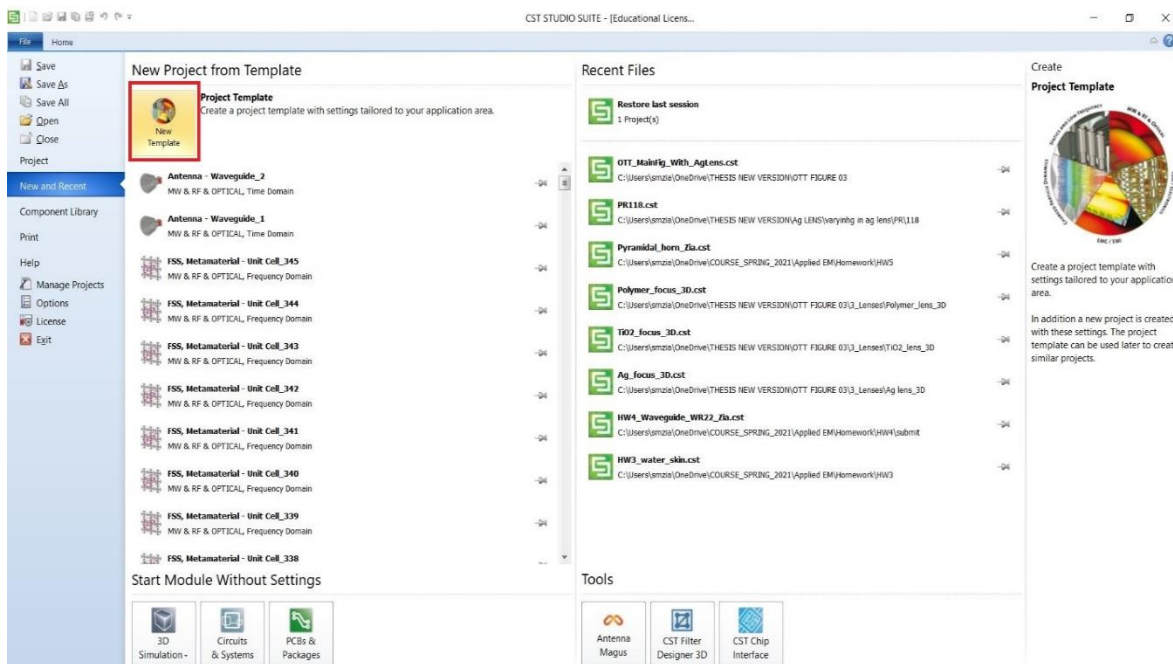 CST STUDIO SUITE - [Educational Licens...
File Home
Save
Save As
Save All
Open
Close
Project
New and Recent
Component Library
Print
Help
Manage Projects
Options
License
Exit
New Project from Template
New
Template
Project Template
Create a project template with settings tailored to your application area.
Antenna - Waveguide_2
MW & RF & OPTICAL, Time Domain
Antenna - Waveguide_1
MW & RF & OPTICAL, Time Domain
FSS, Metamaterial - Unit Cell_345
MW & RF & OPTICAL, Frequency Domain
FSS, Metamaterial - Unit Cell_344
MW & RF & OPTICAL, Frequency Domain
FSS, Metamaterial - Unit Cell_343
MW & RF & OPTICAL, Frequency Domain
FSS, Metamaterial - Unit Cell_342
MW & RF & OPTICAL, Frequency Domain
FSS, Metamaterial - Unit Cell_341
MW & RF & OPTICAL, Frequency Domain
FSS, Metamaterial - Unit Cell_340
MW & RF & OPTICAL, Frequency Domain
FSS, Metamaterial - Unit Cell_339
MW & RF & OPTICAL, Frequency Domain
FSS, Metamaterial - Unit Cell_338
Start Module Without Settings
3D
Simulation
Circuits
& Systems
PCBs &
Packages
Recent Files
Restore last session
1 Project(s)
OTT_MainFig_With_AgLens.cst
C:\Users\smzia\OneDrive\THESIS NEW VERSION\OTT FIGURE 03
PR118.cst
C:\Users\smzia\OneDrive\THESIS NEW VERSION\Ag LENS\varyinhg in ag lens\PR\118
Pyramidal_horn_Zia.cst
C:\Users\smzia\OneDrive\COURSE_SPRING_2021\Applied EM\Homework\HW5
Polymer_focus_3D.cst
C:\Users\smzia\OneDrive\THESIS NEW VERSION\OTT FIGURE 03\3_Lenses\Polymer_lens_3D
TiO2_focus_3D.cst
C:\Users\smzia\OneDrive\THESIS NEW VERSION\OTT FIGURE 03\3_Lenses\TiO2_lens_3D
Ag_focus_3D.cst
C:\Users\smzia\OneDrive\THESIS NEW VERSION\OTT FIGURE 03\3_Lenses\Ag lens_3D
HW4_Waveguide_WR22_Zia.cst
C:\Users\smzia\OneDrive\COURSE_SPRING_2021\Applied EM\Homework\HW4\submit
HW3_water_skin.cst
C:\Users\smzia\OneDrive\COURSE_SPRING_2021\Applied EM\Homework\HW3
Tools
Antenna
Magus
CST Filter
Designer 3D
CST Chip
Interface
Create
Project Template
EMC / EMI
Create a project template with
settings tailored to your application
area.
In addition a new project is created
with these settings. The project
template can be used later to creat
similar projects.